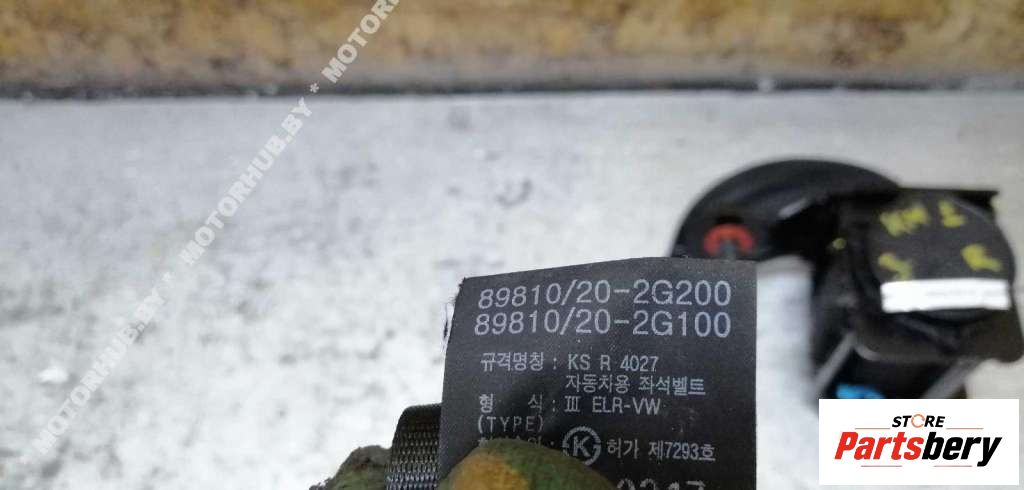 * MOTORHUB.BY * MOTORHUB.BY * MOTORHUB.BY *
89810/20-2G200
89810/20-2G100
규격명칭 : KS R 4027
자동차용 좌석벨트
형 식 : III ELR-VW
(TYPE)
K 허가 제7293호
R
STORE
Partsbery